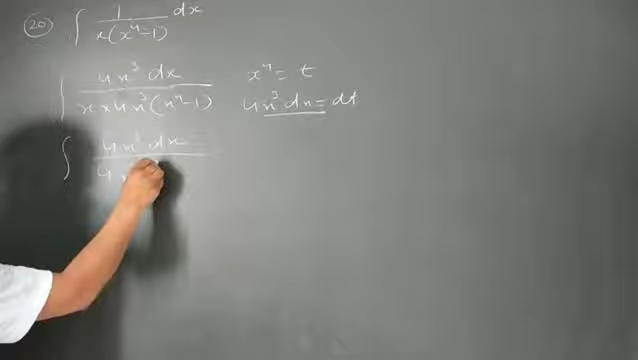 (20) ∫ 1/x(x⁴-1) dx
∫ 4x³ dx / x × 4x³ (x⁴-1) x⁴ = t
4x³ dx = dt
∫ 4x³ dx / 4x